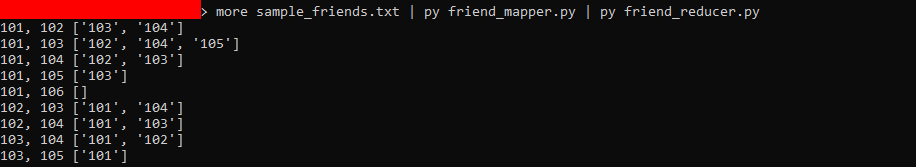 > more sample_friends.txt | py friend_mapper.py | py friend_reducer.py
101, 102 ['103', '104']
101, 103 ['102', '104', '105']
101, 104 ['102', '103']
101, 105 ['103']
101, 106 []
102, 103 ['101', '104']
102, 104 ['101', '103']
103, 104 ['101', '102']
103, 105 ['101']